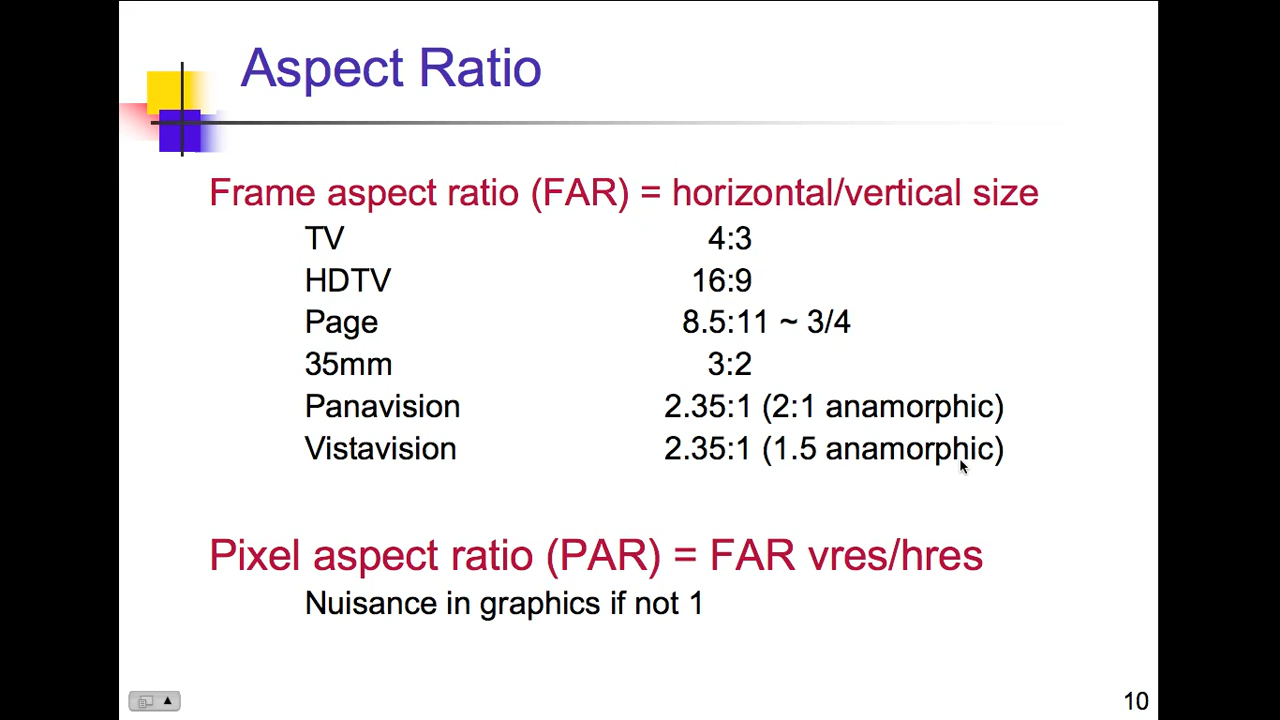 Aspect Ratio
Frame aspect ratio (FAR) = horizontal/vertical size
TV 4:3
HDTV 16:9
Page 8.5:11 ~ 3/4
35mm 3:2
Panavision 2.35:1 (2:1 anamorphic)
Vistavision 2.35:1 (1.5 anamorphic)
Pixel aspect ratio (PAR) = FAR vres/hres
Nuisance in graphics if not 1
10